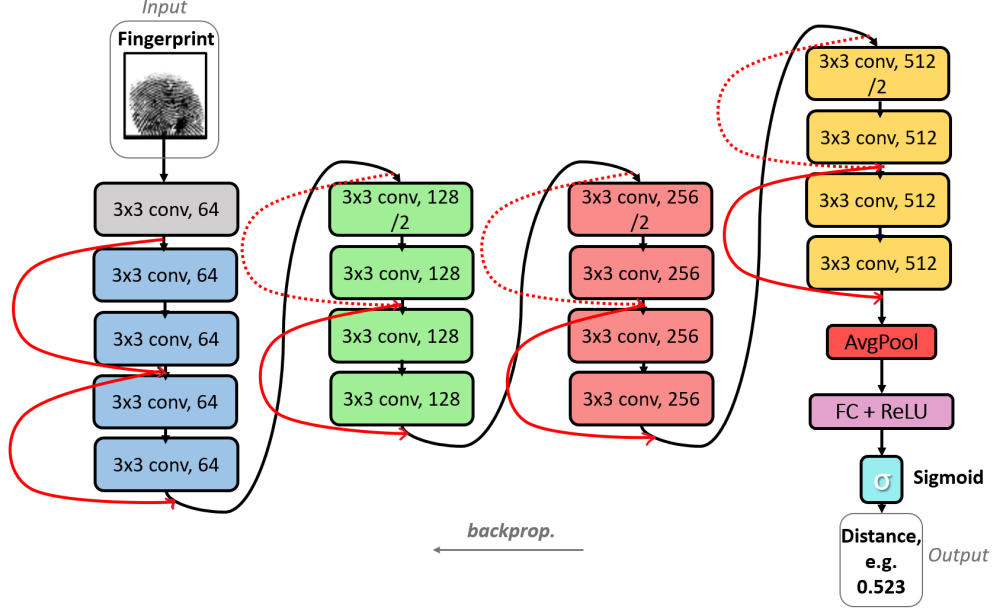 Input
Fingerprint
3x3 conv, 64
3x3 conv, 64
3x3 conv, 64
3x3 conv, 64
3x3 conv, 64
3x3 conv, 128
/2
3x3 conv, 128
3x3 conv, 128
3x3 conv, 128
3x3 conv, 256
/2
3x3 conv, 256
3x3 conv, 256
3x3 conv, 256
3x3 conv, 512
/2
3x3 conv, 512
3x3 conv, 512
3x3 conv, 512
AvgPool
FC + ReLU
σ
Sigmoid
Distance,
e.g.
0.523
Output
backprop.